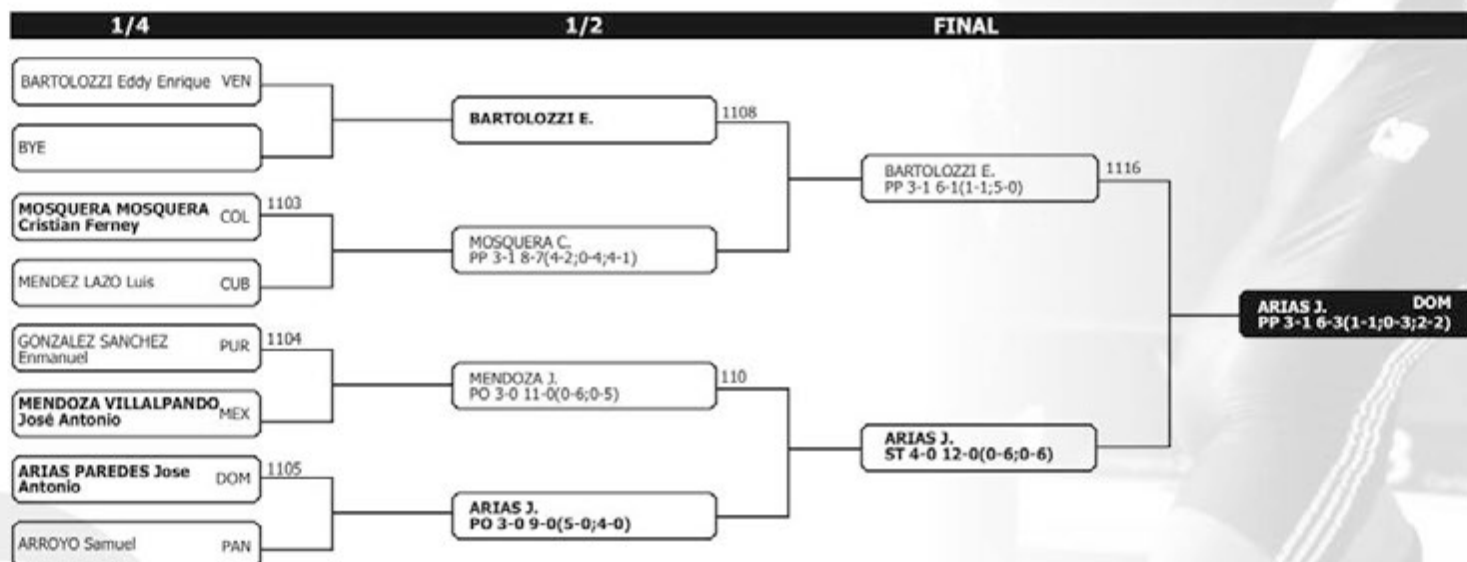 1/4 1/2 FINAL
BARTOLOZZI Eddy Enrique VEN
BYE
MOSQUERA MOSQUERA
Cristian Ferney COL
1103
MENDEZ LAZO Luis CUB
GONZALEZ SANCHEZ
Enmanuel PUR
1104
MENDOZA VILLALPANDO
José Antonio MEX
ARIAS PAREDES Jose
Antonio DOM
1105
ARROYO Samuel PAN
BARTOLOZZI E.
1108
MOSQUERA C.
PP 3-1 8-7(4-2;0-4;4-1)
MENDOZA J.
PO 3-0 11-0(0-6;0-5)
110
ARIAS J.
PO 3-0 9-0(5-0;4-0)
BARTOLOZZI E.
PP 3-1 6-1(1-1;5-0)
1116
ARIAS J.
ST 4-0 12-0(0-6;0-6)
ARIAS J. DOM
PP 3-1 6-3(1-1;0-3;2-2)